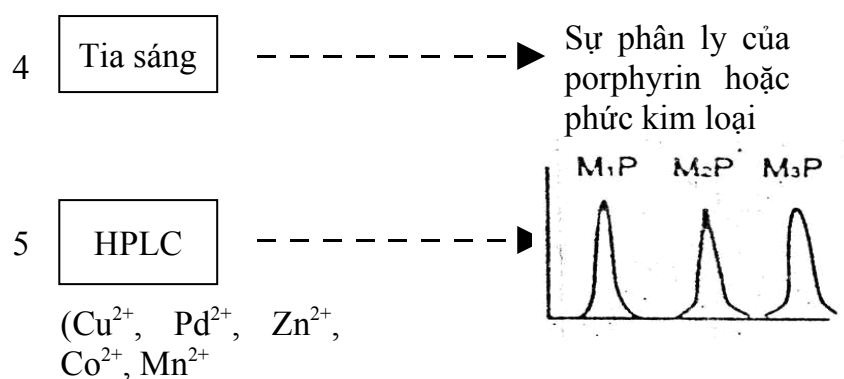 4
Tia sáng
Sự phân ly của
porphyrin hoặc
phức kim loại
M₁P M₂P M₃P
5
HPLC
(Cu²⁺, Pd²⁺, Zn²⁺,
Co²⁺, Mn²⁺